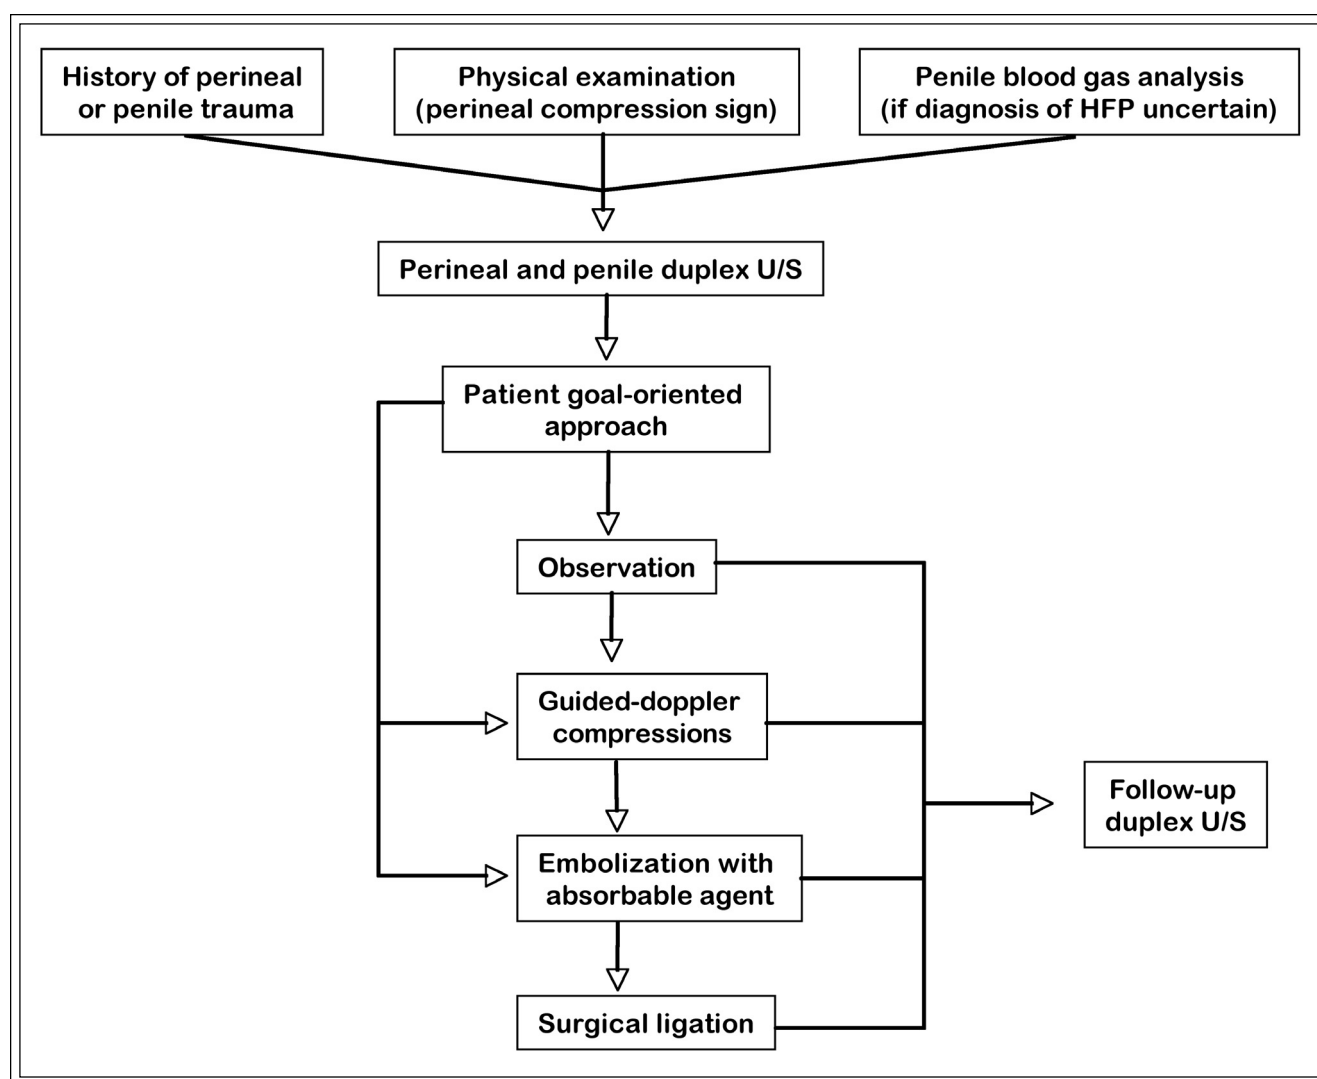 History of perineal
or penile trauma
Physical examination
(perineal compression sign)
Penile blood gas analysis
(if diagnosis of HFP uncertain)
Perineal and penile duplex U/S
Patient goal-oriented
approach
Observation
Guided-doppler
compressions
Embolization with
absorbable agent
Surgical ligation
Follow-up
duplex U/S